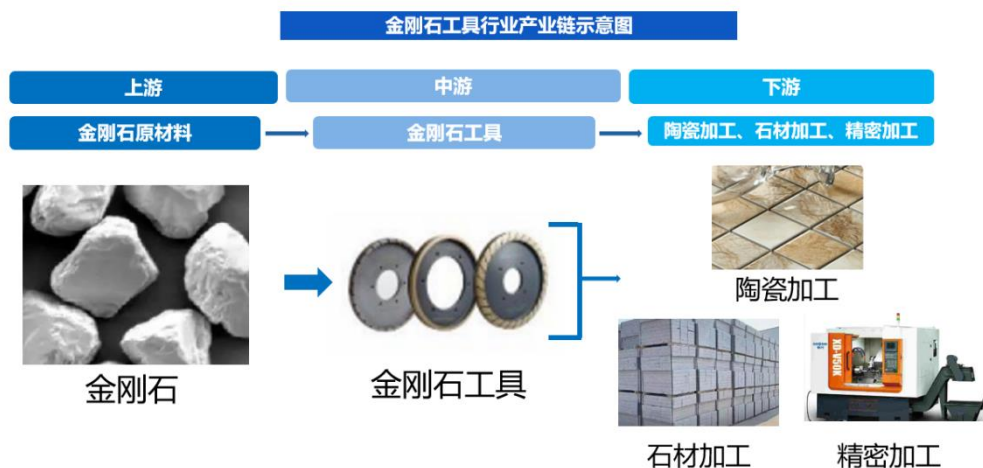 金刚石工具行业产业链示意图
上游
中游
下游
金刚石原材料
金刚石工具
陶瓷加工、石材加工、精密加工
陶瓷加工
金刚石
金刚石工具
XD-V50K
石材加工
精密加工